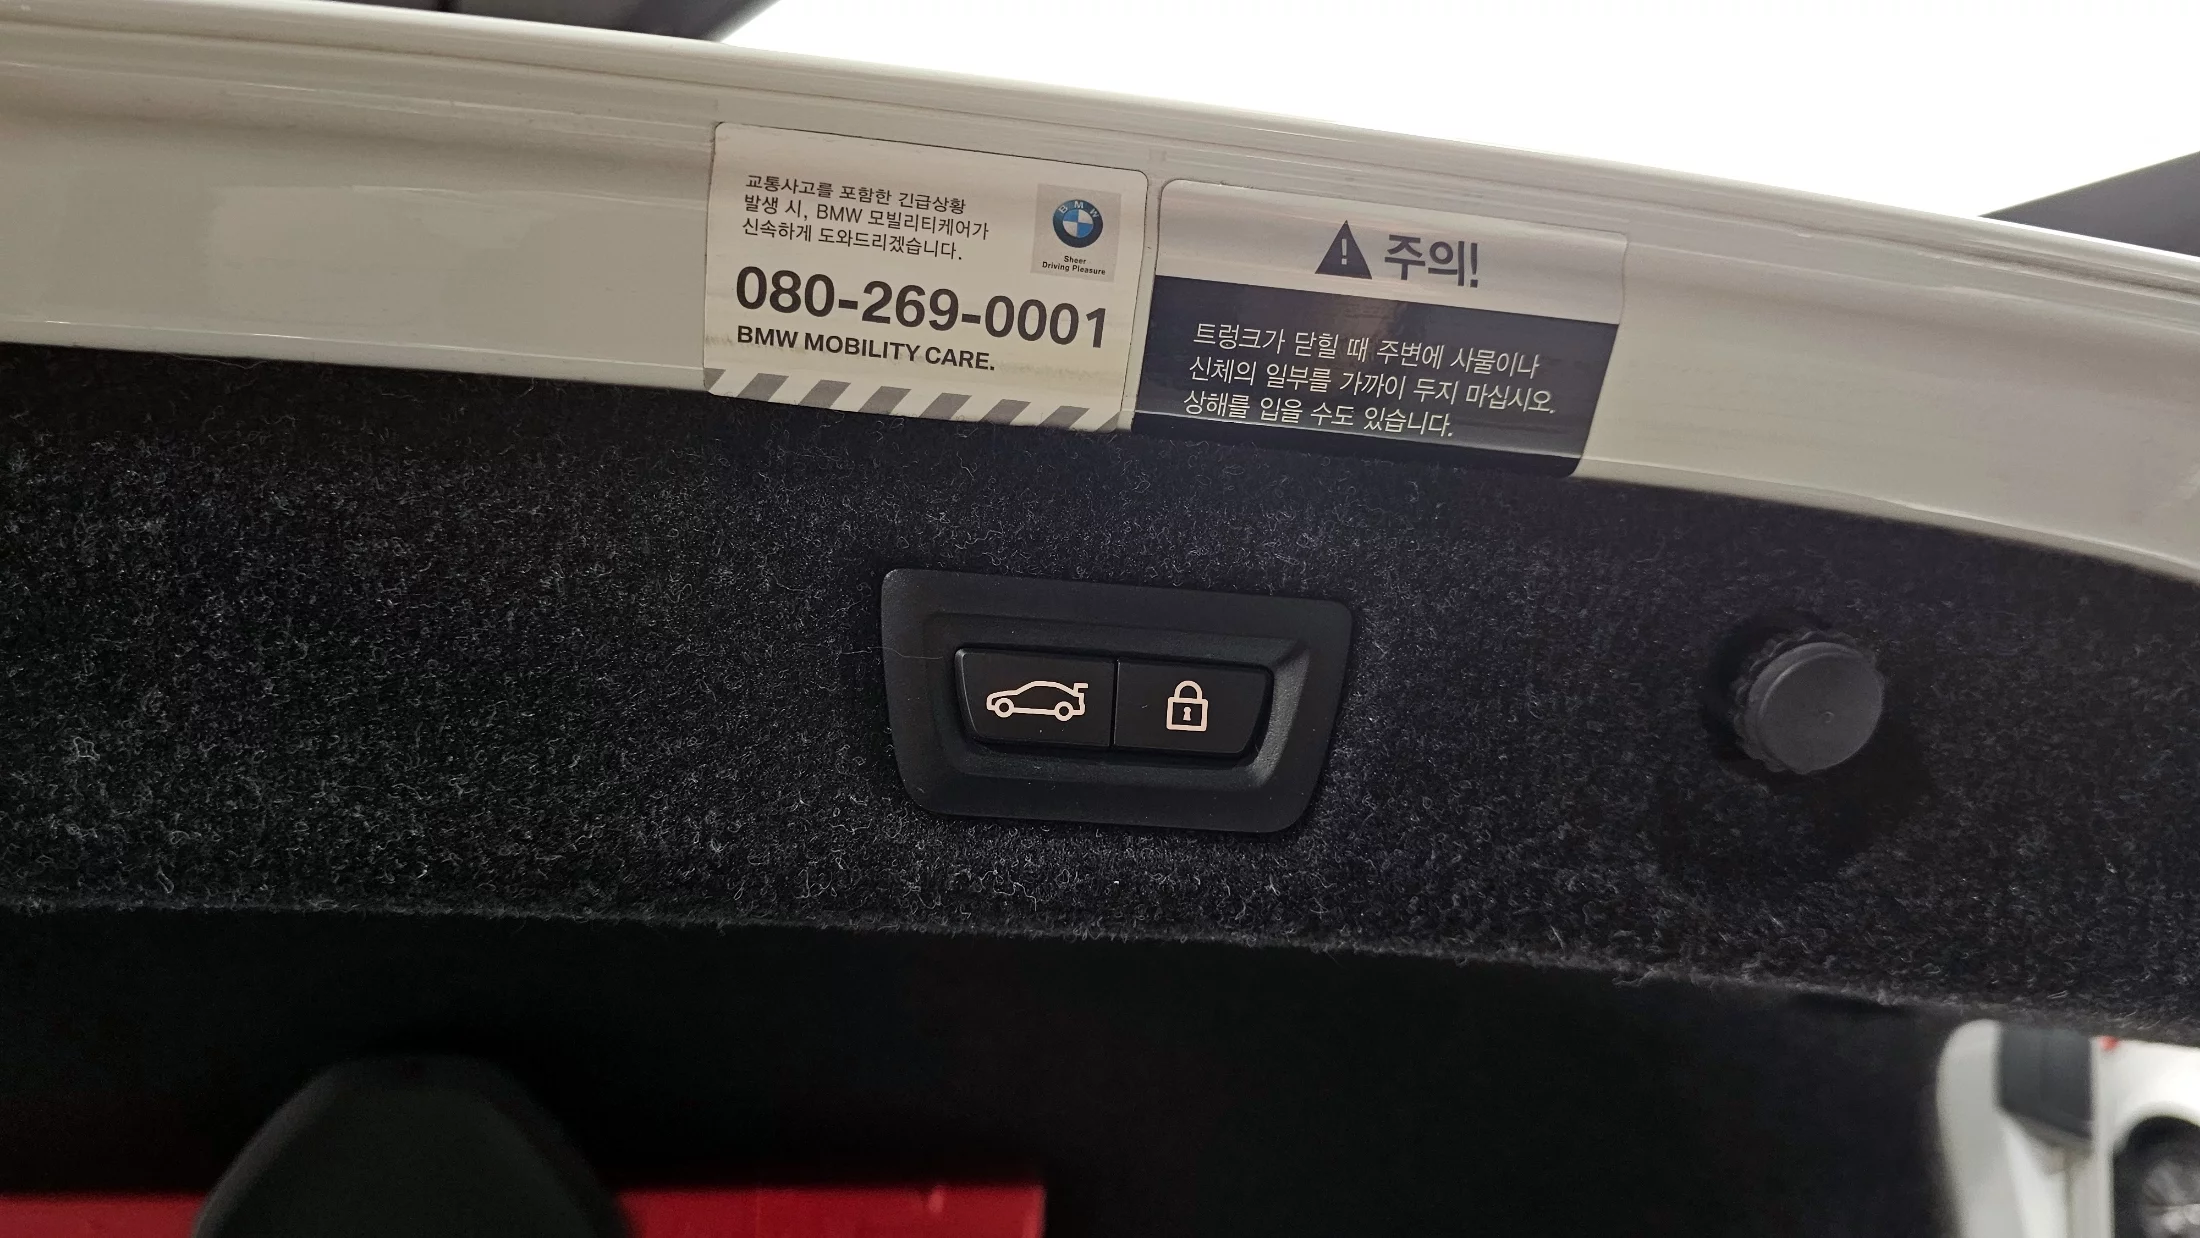 교통사고를 포함한 긴급상황
발생 시, BMW 모빌리티케어가
신속하게 도와드리겠습니다.
BMW
Sheer
Driving Pleasure
080-269-0001
BMW MOBILITY CARE.
주의!
트렁크가 닫힐 때 주변에 사물이나
신체의 일부를 가까이 두지 마십시오.
상해를 입을 수도 있습니다.